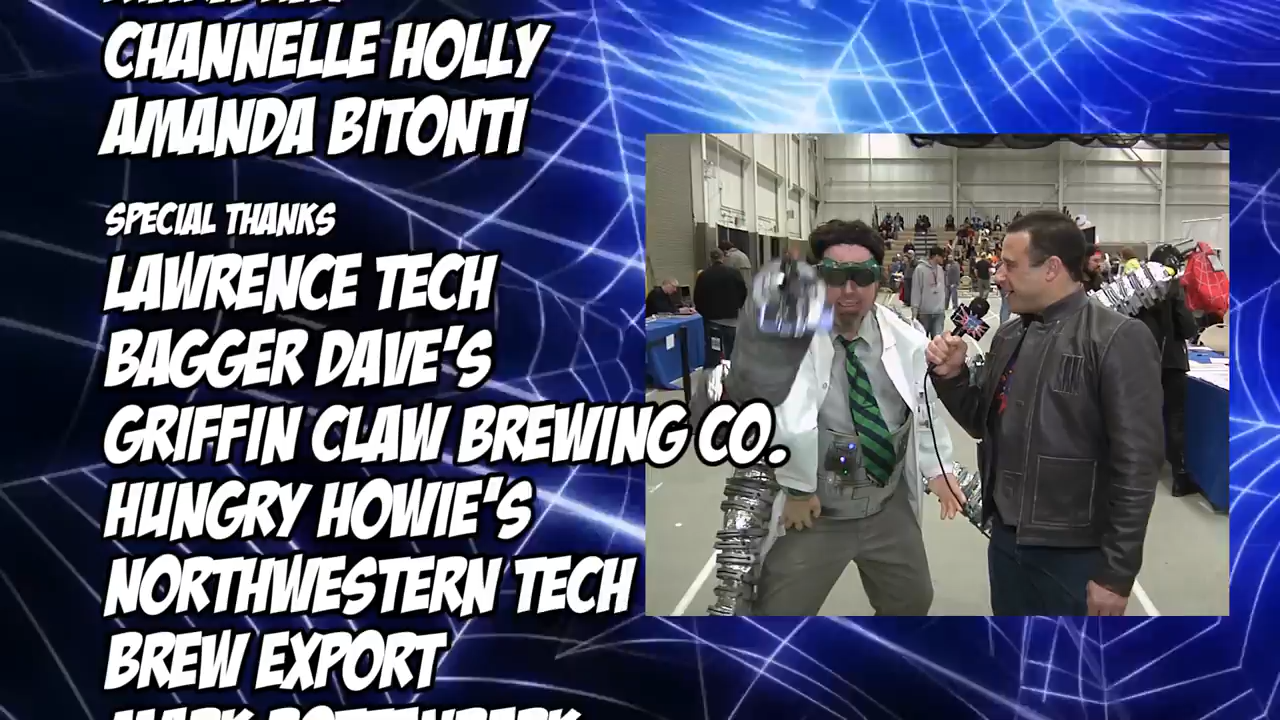 CHANNELLE HOLLY
AMANDA BITONTI
SPECIAL THANKS
LAWRENCE TECH
BAGGER DAVE'S
GRIFFIN CLAW BREWING CO.
HUNGRY HOWIE'S
NORTHWESTERN TECH
BREW EXPORT